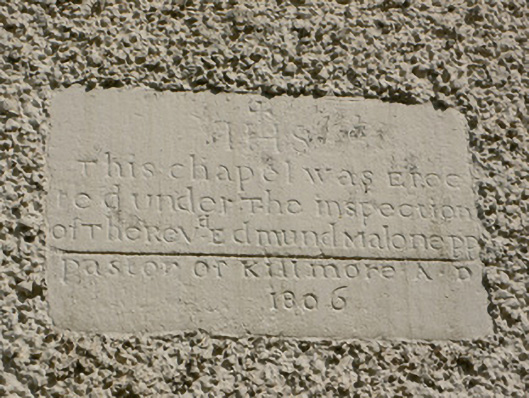 IHS
This chapel was Erec
ted under The inspection
of The Revd Edmund Malone pp
pastor of Killmore A D
1806